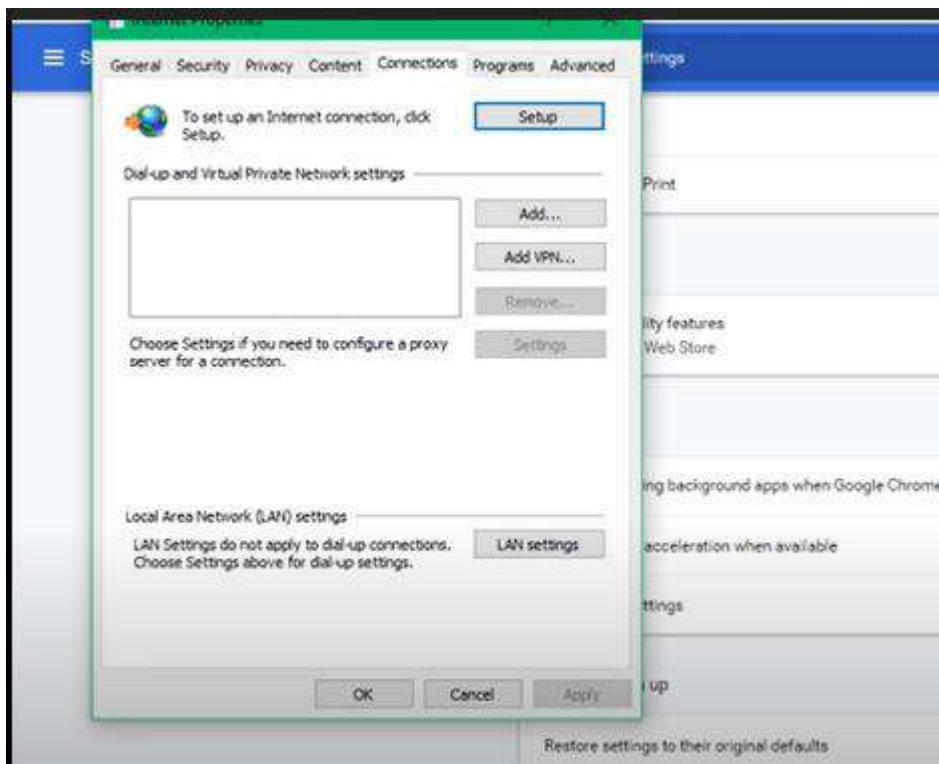 Internet Properties
S
ttings
General Security Privacy Content Connections Programs Advanced
To set up an Internet connection, click
Setup.
Setup
Dial-up and Virtual Private Network settings
Add...
Add VPN...
Remove...
Settings
Choose Settings if you need to configure a proxy
server for a connection.
Local Area Network (LAN) settings
LAN Settings do not apply to dial-up connections.
Choose Settings above for dial-up settings.
LAN settings
OK Cancel Apply
Print
lity features
Web Store
ing background apps when Google Chrome
acceleration when available
ttings
up
Restore settings to their original defaults